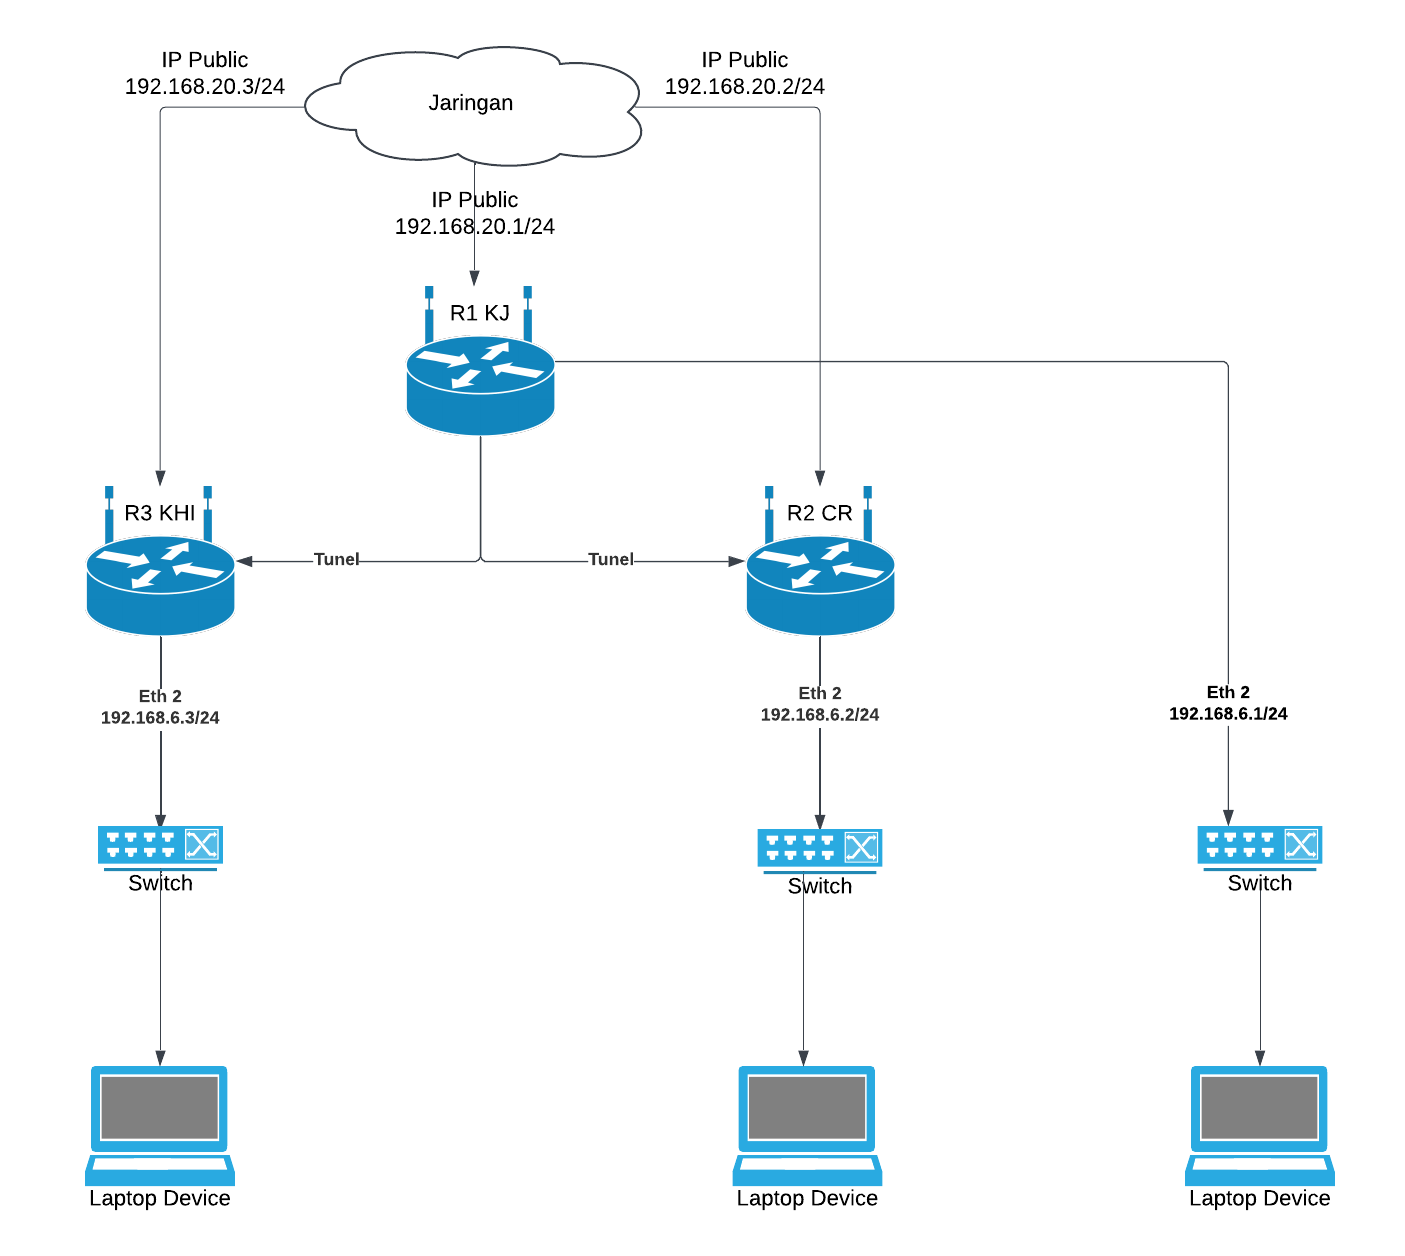 IP Public
192.168.20.3/24
Jaringan
IP Public
192.168.20.2/24
IP Public
192.168.20.1/24
R1 KJ
R3 KHI
R2 CR
Tunel
Tunel
Eth 2
192.168.6.3/24
Eth 2
192.168.6.2/24
Eth 2
192.168.6.1/24
Switch
Switch
Switch
Laptop Device
Laptop Device
Laptop Device